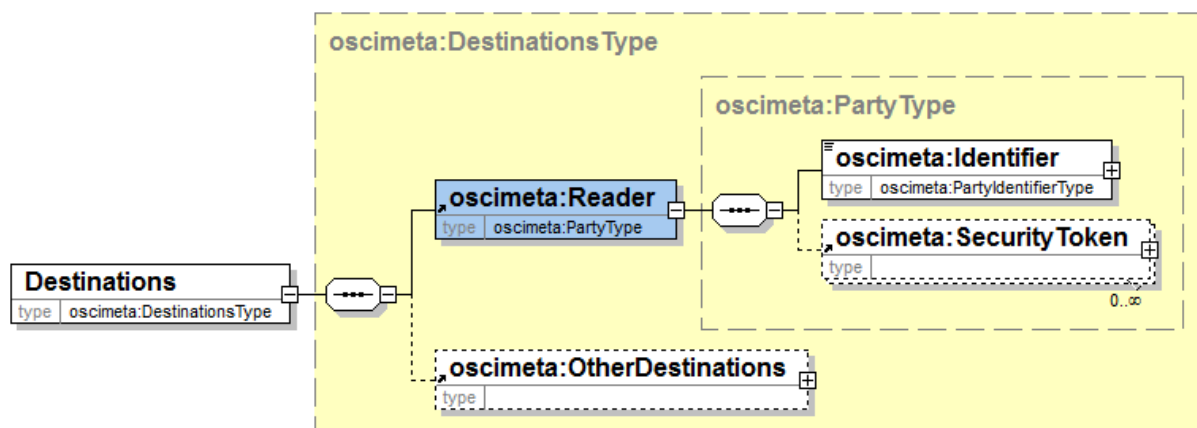 oscimeta:DestinationsType
oscimeta:PartyType
oscimeta:Identifier
type oscimeta:PartyIdentifierType
oscimeta:Reader
type oscimeta:PartyType
oscimeta:SecurityToken
type
0..∞
Destinations
type oscimeta:DestinationsType
oscimeta:OtherDestinations
type